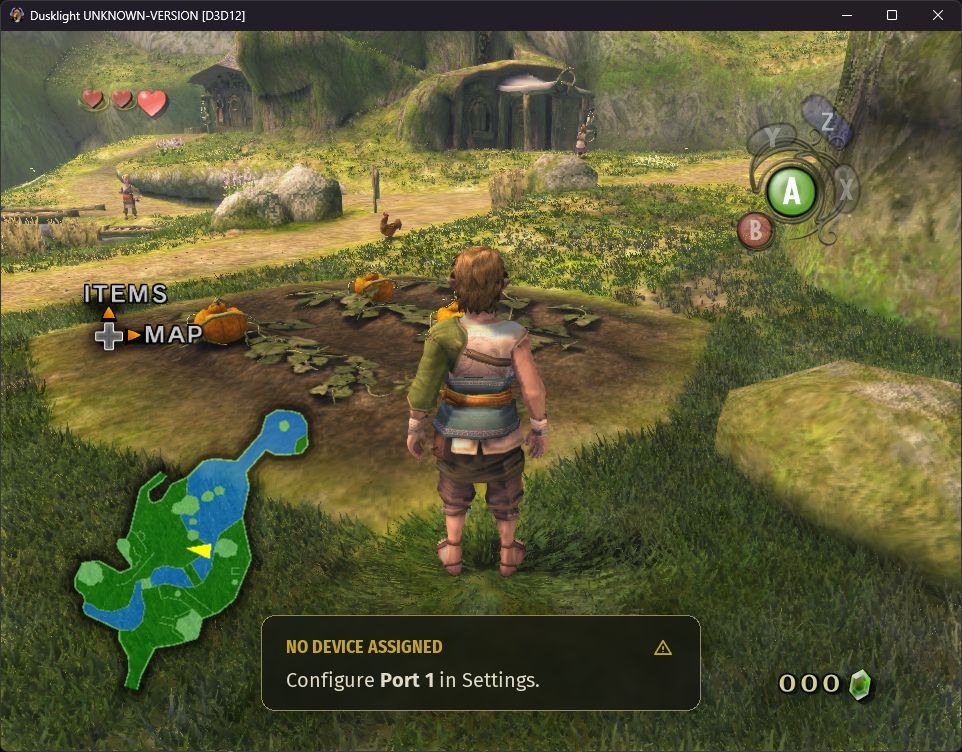 Dusklight UNKNOWN-VERSION [D3D12]
Z
Y
X
A
B
ITEMS
MAP
NO DEVICE ASSIGNED
Configure Port 1 in Settings.
000